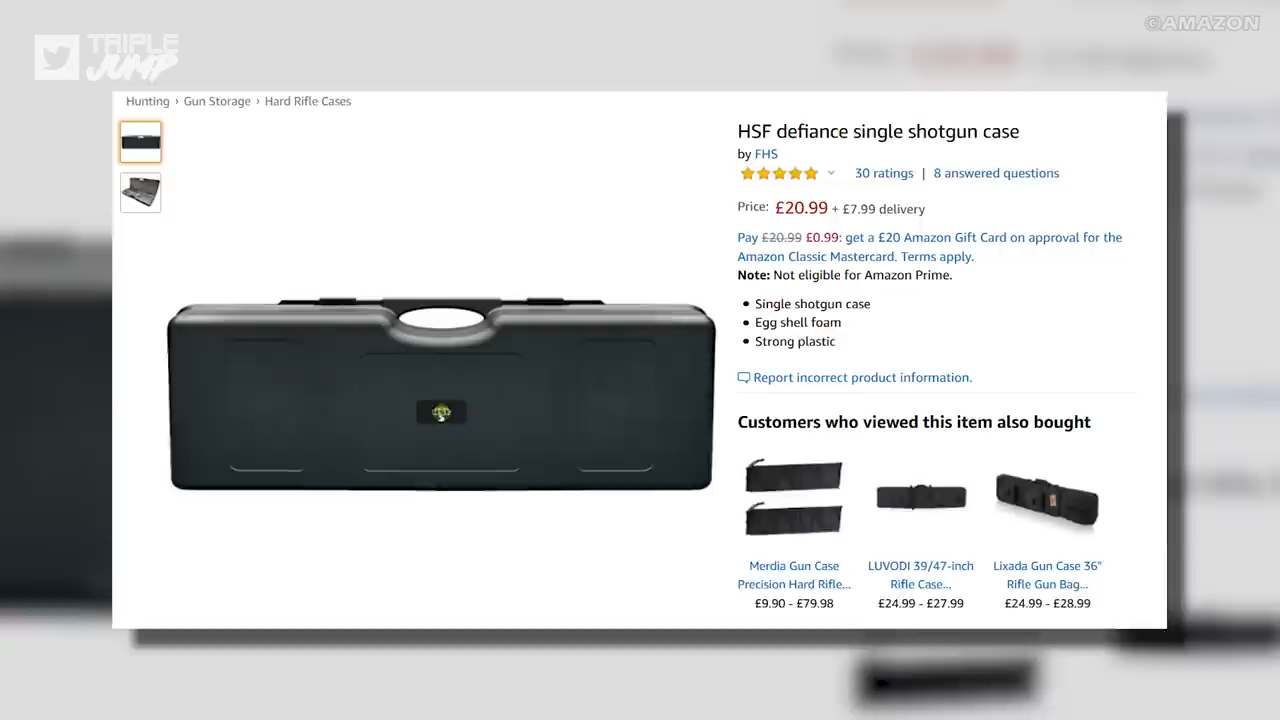 ©AMAZON
TRIPLE
JUMP
Hunting › Gun Storage › Hard Rifle Cases
HSF defiance single shotgun case
by FHS
30 ratings | 8 answered questions
Price: £20.99 + £7.99 delivery
Pay £20.99 £0.99: get a £20 Amazon Gift Card on approval for the
Amazon Classic Mastercard. Terms apply.
Note: Not eligible for Amazon Prime.
• Single shotgun case
• Egg shell foam
• Strong plastic
Report incorrect product information.
Customers who viewed this item also bought
Merdia Gun Case
Precision Hard Rifle...
£9.90 - £79.98
LUVODI 39/47-inch
Rifle Case...
£24.99 - £27.99
Lixada Gun Case 36"
Rifle Gun Bag...
£24.99 - £28.99